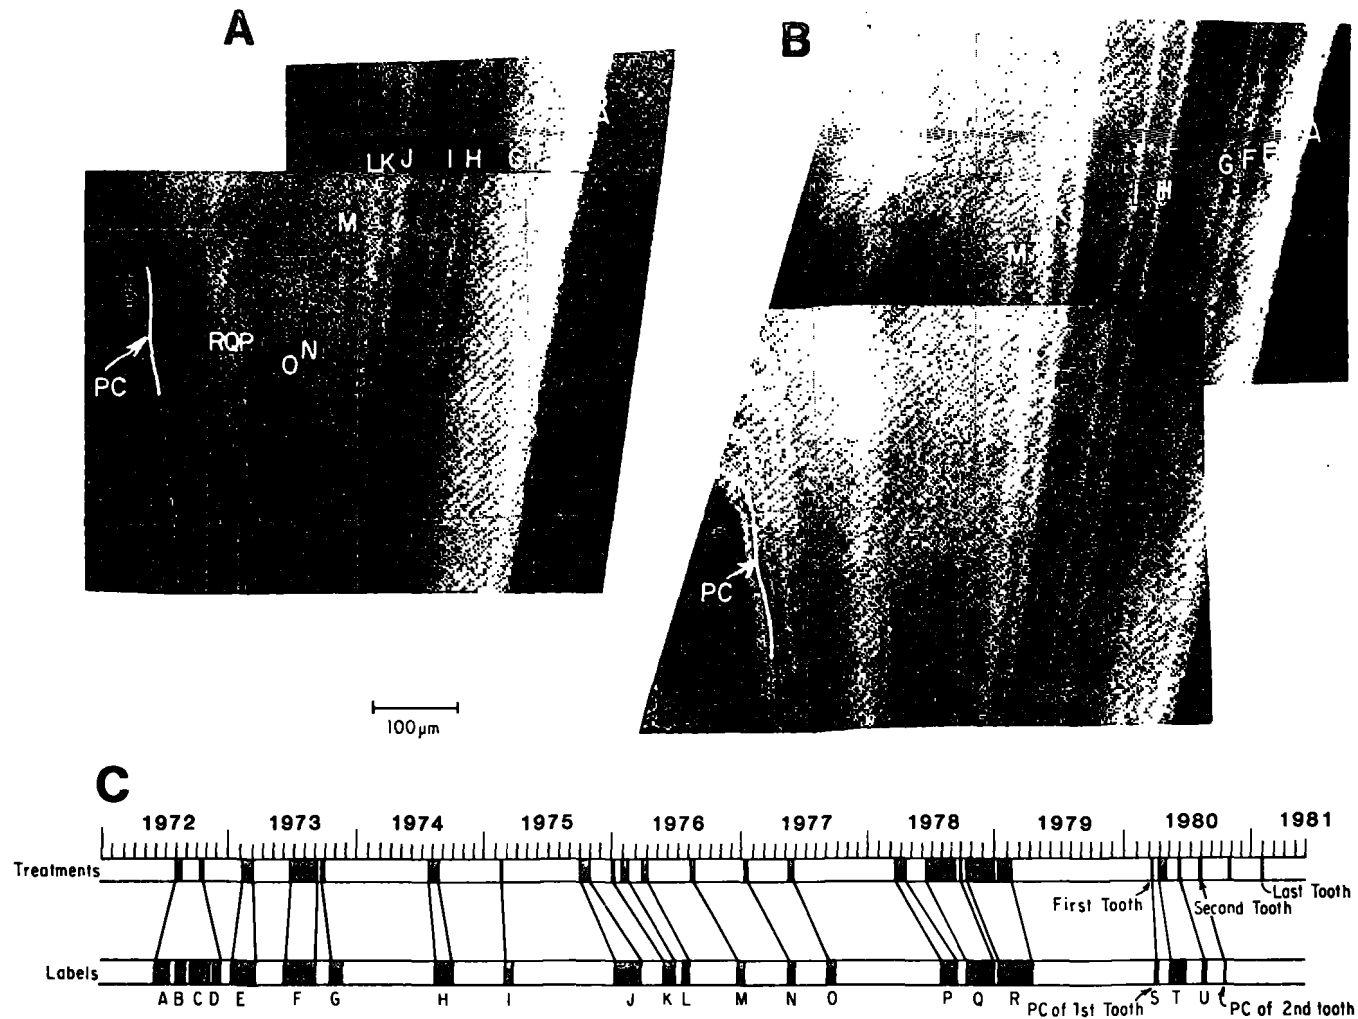 A
B
A
LK J I H
M
RQP
O N
PC
A
G F E
H
K
M
PC
100 µm
C
1972 1973 1974 1975 1976 1977 1978 1979 1980 1981
Treatments
First Tooth
Second Tooth
Last Tooth
Labels
A B C D E F G H I J K L M N O P Q R PC of 1st Tooth S T U PC of 2nd tooth